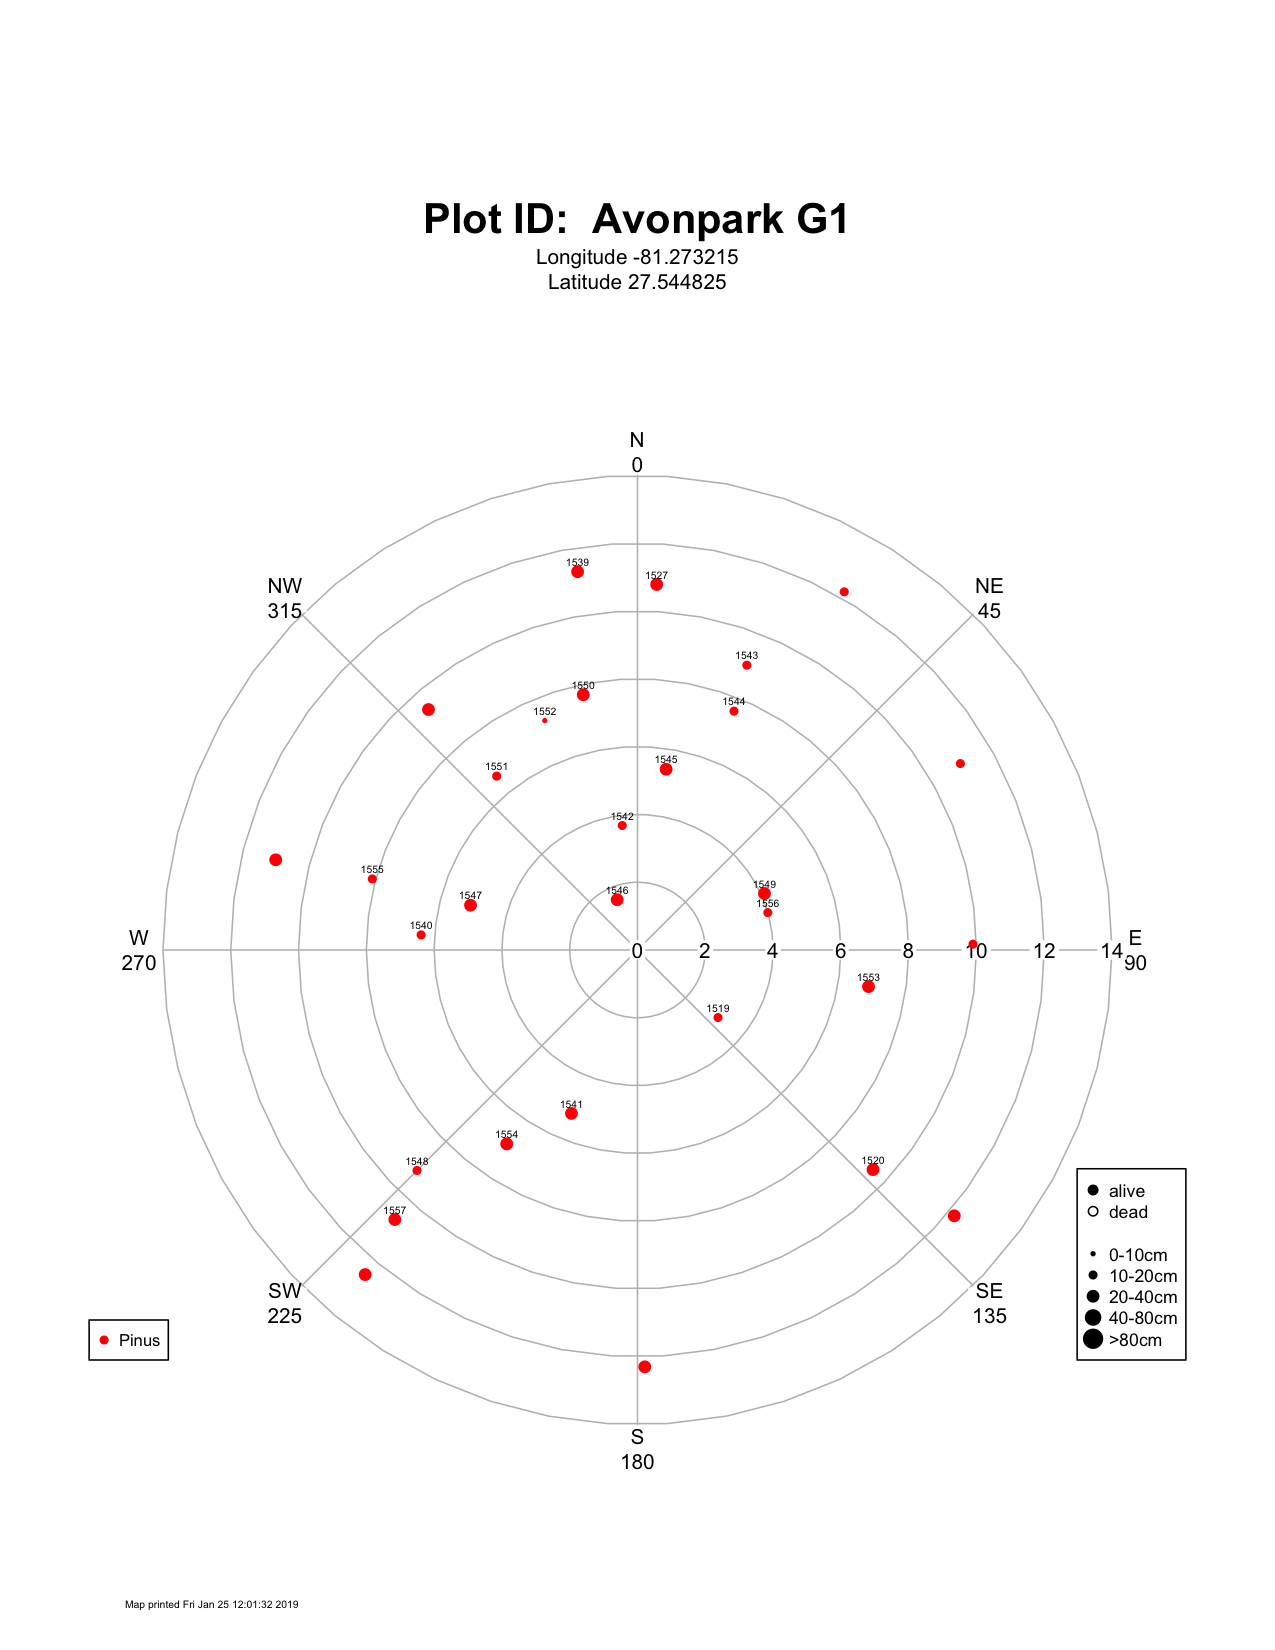 Plot ID:  Avonpark G1
Longitude -81.273215
Latitude 27.544825
N
0
1539
1527
NW
315
NE
45
1543
1550
1544
1552
1545
1551
1542
1555
1549
1546
1547
1556
1540
W
270
0 2 4 6 8 10 12 14
E
90
1553
1519
1541
1554
1548
1520
1557
alive
dead
0-10cm
10-20cm
20-40cm
40-80cm
>80cm
SW
225
SE
135
Pinus
S
180
Map printed Fri Jan 25 12:01:32 2019